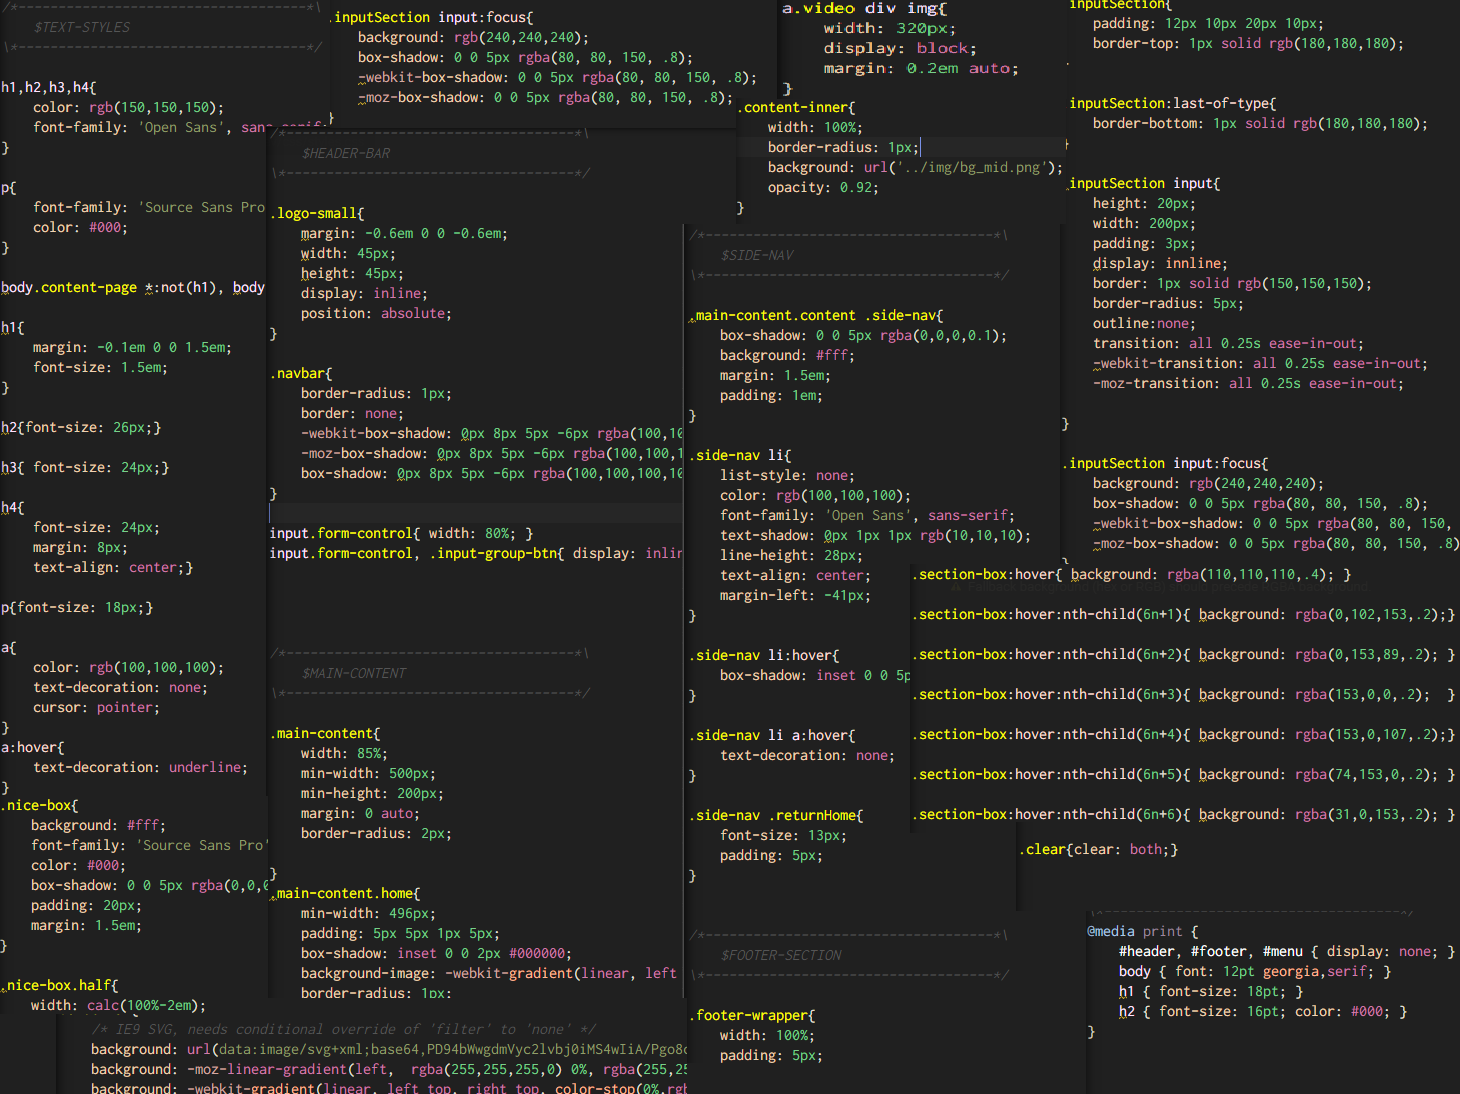 /*------------------------------------*\
$TEXT-STYLES
\*------------------------------------*/
h1,h2,h3,h4{
color: rgb(150,150,150);
font-family: 'Open Sans', sans-serif;
}
p{
font-family: 'Source Sans Pro
color: #000;
}
body.content-page *:not(h1), body
h1{
margin: -0.1em 0 0 1.5em;
font-size: 1.5em;
}
h2{font-size: 26px;}
h3{ font-size: 24px;}
h4{
font-size: 24px;
margin: 8px;
text-align: center;}
p{font-size: 18px;}
a{
color: rgb(100,100,100);
text-decoration: none;
cursor: pointer;
}
a:hover{
text-decoration: underline;
}
.nice-box{
background: #fff;
font-family: 'Source Sans Pro'
color: #000;
box-shadow: 0 0 5px rgba(0,0,0
padding: 20px;
margin: 1.5em;
}
.nice-box.half{
width: calc(100%-2em);
/* IE9 SVG, needs conditional override of 'filter' to 'none' */
background: url(data:image/svg+xml;base64,PD94bWwgdmVyc2lvbj0iMS4wIiA/Pgo8
background: -moz-linear-gradient(left,  rgba(255,255,255,0) 0%, rgba(255,25
background: -webkit-gradient(linear, left top, right top, color-stop(0%,rgb
.inputSection input:focus{
background: rgb(240,240,240);
box-shadow: 0 0 5px rgba(80, 80, 150, .8);
-webkit-box-shadow: 0 0 5px rgba(80, 80, 150, .8);
-moz-box-shadow: 0 0 5px rgba(80, 80, 150, .8);
}
/*------------------------------------*\
$HEADER-BAR
\*------------------------------------*/
.logo-small{
margin: -0.6em 0 0 -0.6em;
width: 45px;
height: 45px;
display: inline;
position: absolute;
}
.navbar{
border-radius: 1px;
border: none;
-webkit-box-shadow: 0px 8px 5px -6px rgba(100,10
-moz-box-shadow: 0px 8px 5px -6px rgba(100,100,1
box-shadow: 0px 8px 5px -6px rgba(100,100,100,10
}
input.form-control{ width: 80%; }
input.form-control, .input-group-btn{ display: inlin
/*------------------------------------*\
$MAIN-CONTENT
\*------------------------------------*/
.main-content{
width: 85%;
min-width: 500px;
min-height: 200px;
margin: 0 auto;
border-radius: 2px;
}
.main-content.home{
min-width: 496px;
padding: 5px 5px 1px 5px;
box-shadow: inset 0 0 2px #000000;
background-image: -webkit-gradient(linear, left
border-radius: 1px;
a.video div img{
width: 320px;
display: block;
margin: 0.2em auto;
}
.content-inner{
width: 100%;
border-radius: 1px;
background: url('../img/bg_mid.png');
opacity: 0.92;
}
/*------------------------------------*\
$SIDE-NAV
\*------------------------------------*/
.main-content.content .side-nav{
box-shadow: 0 0 5px rgba(0,0,0,0.1);
background: #fff;
margin: 1.5em;
padding: 1em;
}
.side-nav li{
list-style: none;
color: rgb(100,100,100);
font-family: 'Open Sans', sans-serif;
text-shadow: 0px 1px 1px rgb(10,10,10);
line-height: 28px;
text-align: center;
margin-left: -41px;
}
.side-nav li:hover{
box-shadow: inset 0 0 5p
}
.side-nav li a:hover{
text-decoration: none;
}
.side-nav .returnHome{
font-size: 13px;
padding: 5px;
}
/*------------------------------------*\
$FOOTER-SECTION
\*------------------------------------*/
.footer-wrapper{
width: 100%;
padding: 5px;
inputSection{
padding: 12px 10px 20px 10px;
border-top: 1px solid rgb(180,180,180);
inputSection:last-of-type{
border-bottom: 1px solid rgb(180,180,180);
}
.inputSection input{
height: 20px;
width: 200px;
padding: 3px;
display: innline;
border: 1px solid rgb(150,150,150);
border-radius: 5px;
outline:none;
transition: all 0.25s ease-in-out;
-webkit-transition: all 0.25s ease-in-out;
-moz-transition: all 0.25s ease-in-out;
}
.inputSection input:focus{
background: rgb(240,240,240);
box-shadow: 0 0 5px rgba(80, 80, 150, .8);
-webkit-box-shadow: 0 0 5px rgba(80, 80, 150,
-moz-box-shadow: 0 0 5px rgba(80, 80, 150, .8)
}
.section-box:hover{ background: rgba(110,110,110,.4); }
.section-box:hover:nth-child(6n+1){ background: rgba(0,102,153,.2);}
.section-box:hover:nth-child(6n+2){ background: rgba(0,153,89,.2); }
.section-box:hover:nth-child(6n+3){ background: rgba(153,0,0,.2);  }
.section-box:hover:nth-child(6n+4){ background: rgba(153,0,107,.2);}
.section-box:hover:nth-child(6n+5){ background: rgba(74,153,0,.2); }
.section-box:hover:nth-child(6n+6){ background: rgba(31,0,153,.2); }
.clear{clear: both;}
\*------------------------------------*/
@media print {
#header, #footer, #menu { display: none; }
body { font: 12pt georgia,serif; }
h1 { font-size: 18pt; }
h2 { font-size: 16pt; color: #000; }
}